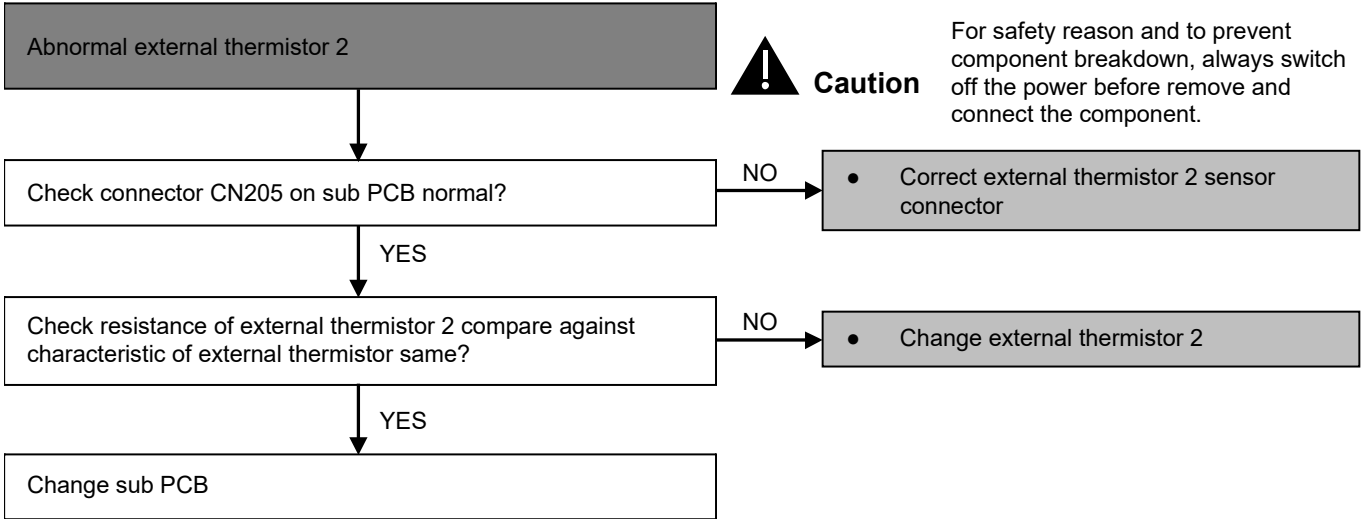 Abnormal external thermistor 2
Caution
For safety reason and to prevent
component breakdown, always switch
off the power before remove and
connect the component.
Check connector CN205 on sub PCB normal?
NO
● Correct external thermistor 2 sensor
connector
YES
Check resistance of external thermistor 2 compare against
characteristic of external thermistor same?
NO
● Change external thermistor 2
YES
Change sub PCB